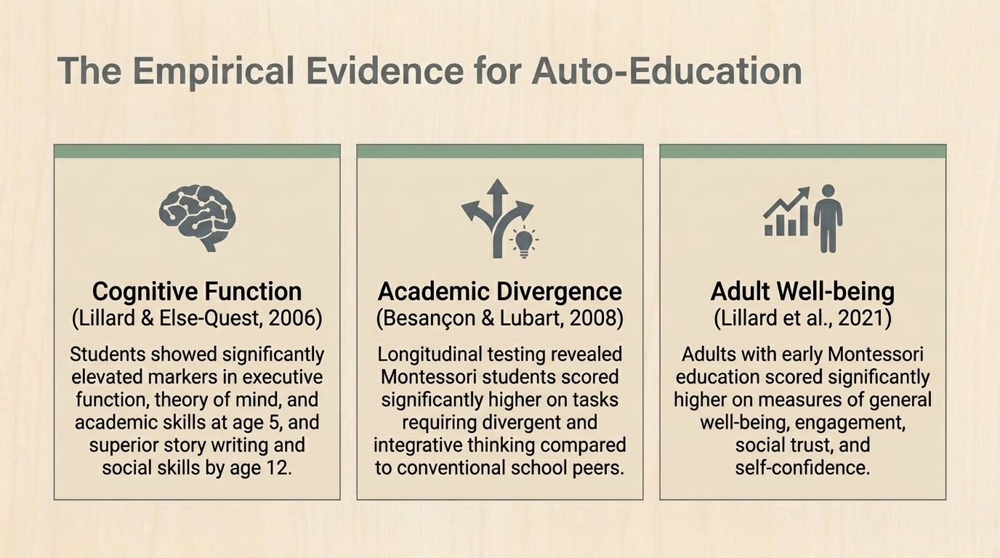 The Empirical Evidence for Auto-Education
Cognitive Function
(Lillard & Else-Quest, 2006)
Students showed significantly
elevated markers in executive
function, theory of mind, and
academic skills at age 5, and
superior story writing and
social skills by age 12.
Academic Divergence
(Besançon & Lubart, 2008)
Longitudinal testing revealed
Montessori students scored
significantly higher on tasks
requiring divergent and
integrative thinking compared
to conventional school peers.
Adult Well-being
(Lillard et al., 2021)
Adults with early Montessori
education scored significantly
higher on measures of general
well-being, engagement,
social trust, and
self-confidence.